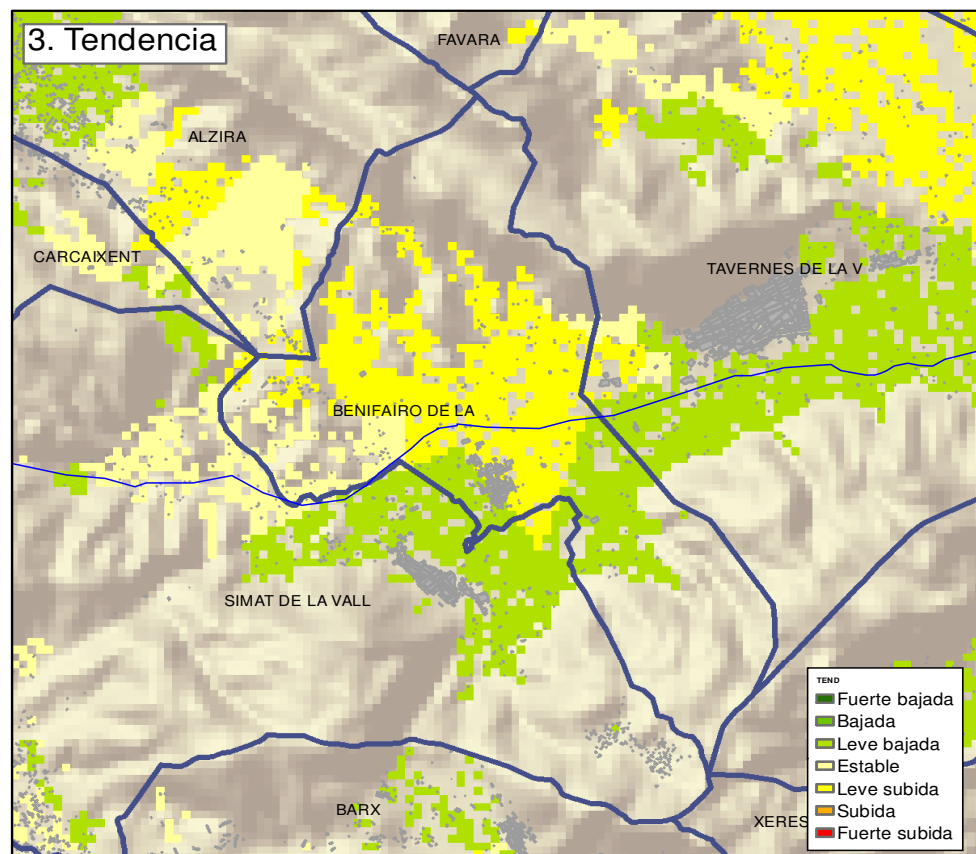 3. Tendencia
FAVARA
ALZIRA
CARCAIXENT
TAVERNES DE LA V
BENIFAIRO DE LA
SIMAT DE LA VALL
BARX
XERES
TEND
Fuerte bajada
Bajada
Leve bajada
Estable
Leve subida
Subida
Fuerte subida